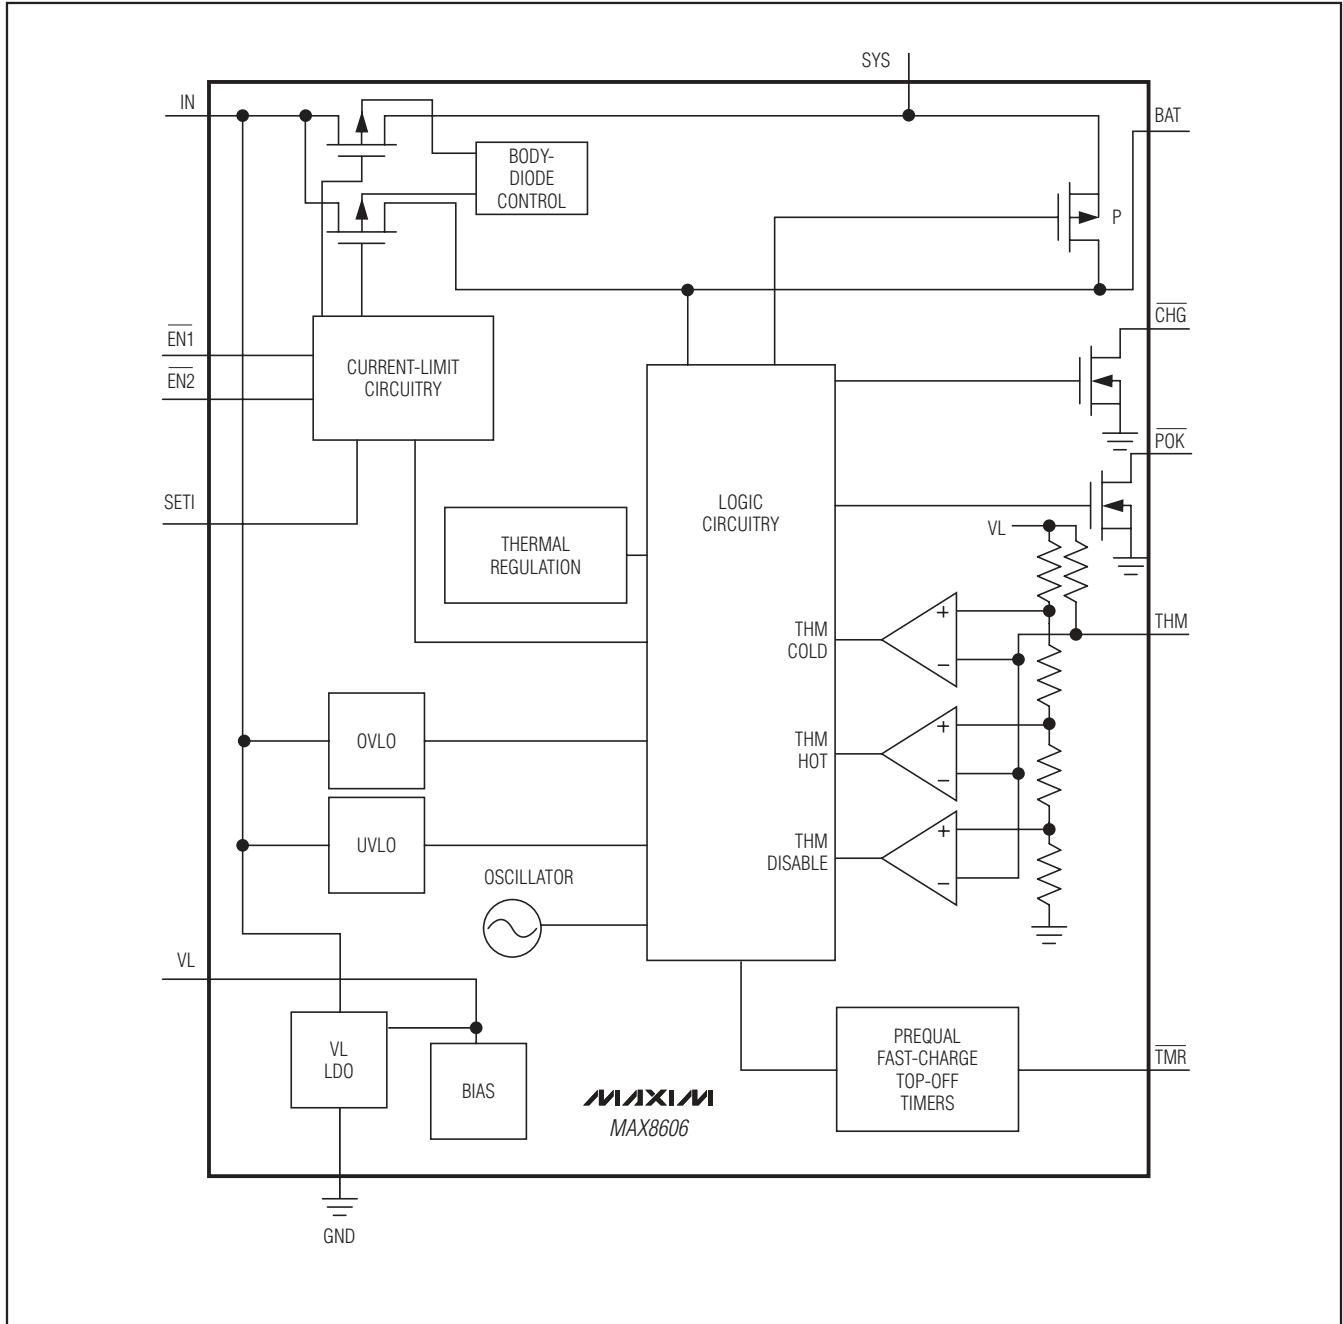 SYS
IN
BAT
BODY-
DIODE
CONTROL
P
CHG
EN1
EN2
CURRENT-LIMIT
CIRCUITRY
POK
SETI
LOGIC
CIRCUITRY
VL
THERMAL
REGULATION
THM
THM
COLD
+
−
THM
HOT
+
−
OVLO
UVLO
THM
DISABLE
+
−
OSCILLATOR
VL
VL
LDO
BIAS
PREQUAL
FAST-CHARGE
TOP-OFF
TIMERS
TMR
MAXIM
MAX8606
GND